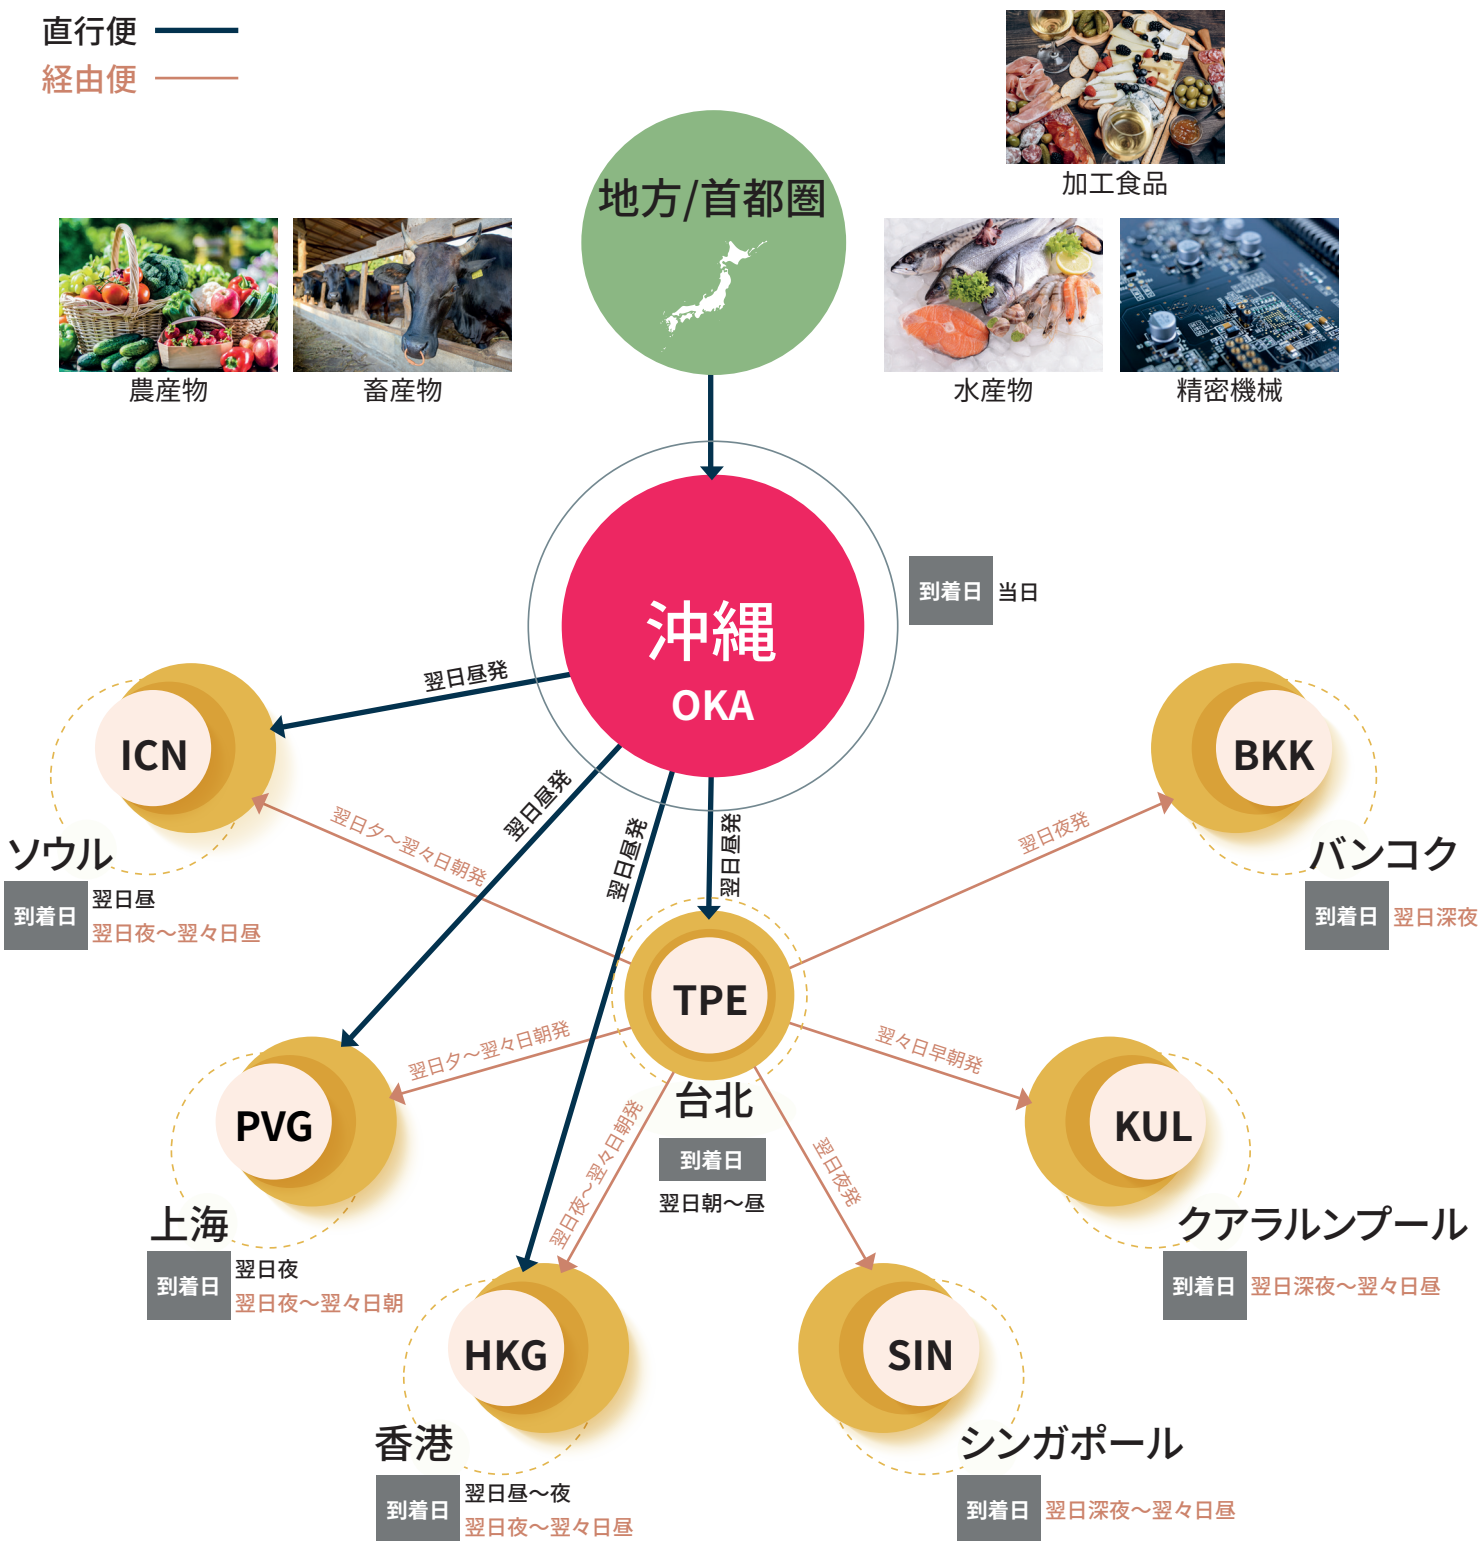 直行便
経由便
地方/首都圏
加工食品
農産物
畜産物
水産物
精密機械
沖縄
OKA
到着日 当日
翌日昼発
翌日昼発
翌日昼発
翌日昼発
翌日夕～翌々日朝発
翌日夜発
ICN
ソウル
到着日
翌日昼
翌日夜～翌々日昼
BKK
バンコク
到着日 翌日深夜
TPE
台北
到着日
翌日朝～昼
翌日夕～翌々日朝発
翌々日早朝発
翌日夜～翌々日朝発
翌日夜発
PVG
上海
到着日
翌日夜
翌日夜～翌々日朝
KUL
クアラルンプール
到着日 翌日深夜～翌々日昼
HKG
香港
到着日
翌日昼～夜
翌日夜～翌々日昼
SIN
シンガポール
到着日 翌日深夜～翌々日昼